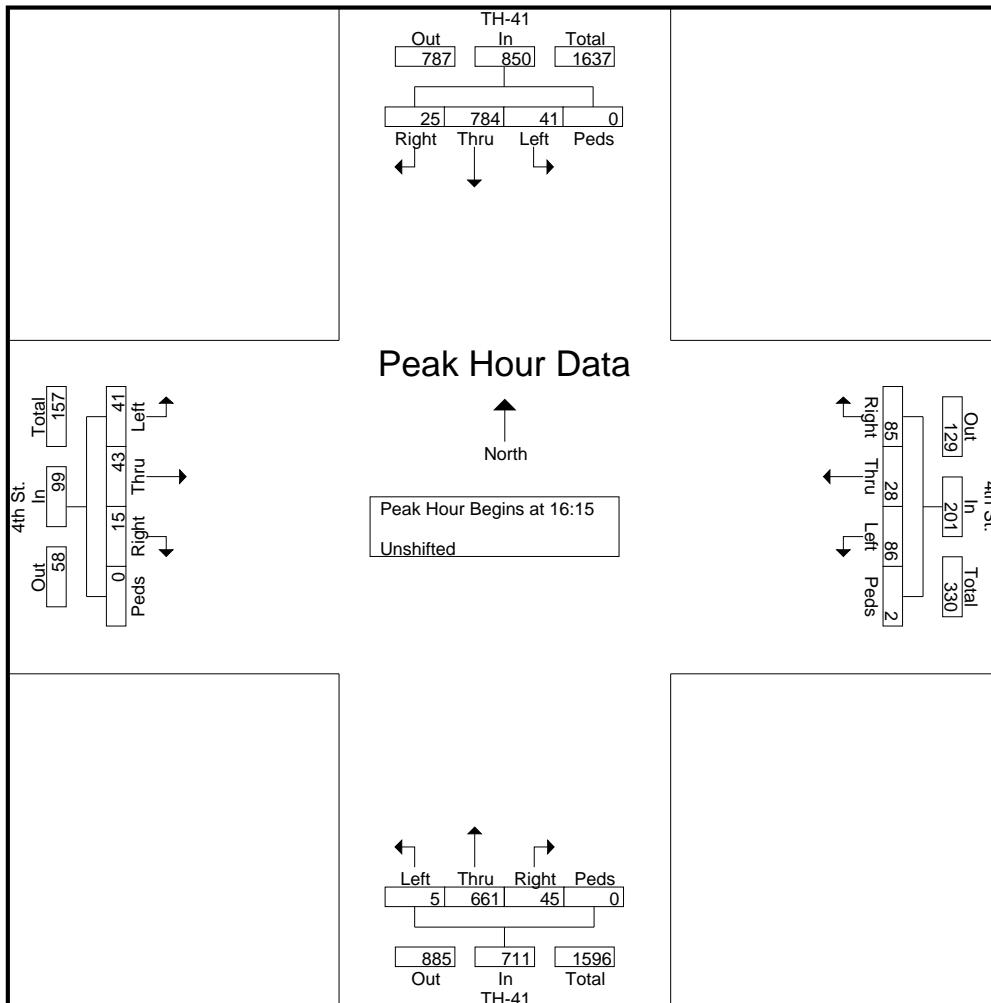 TH-41
Out In Total
787 850 1637
25 784 41 0
Right Thru Left Peds
Peak Hour Data
North
Peak Hour Begins at 16:15
Unshifted
4th St.
Total In Out
157 99 58
41 43 15 0
Left Thru Right Peds
Right Thru Left Peds
85 28 86 2
Out In Total
129 201 330
4th St.
Left Thru Right Peds
5 661 45 0
885 711 1596
Out In Total
TH-41